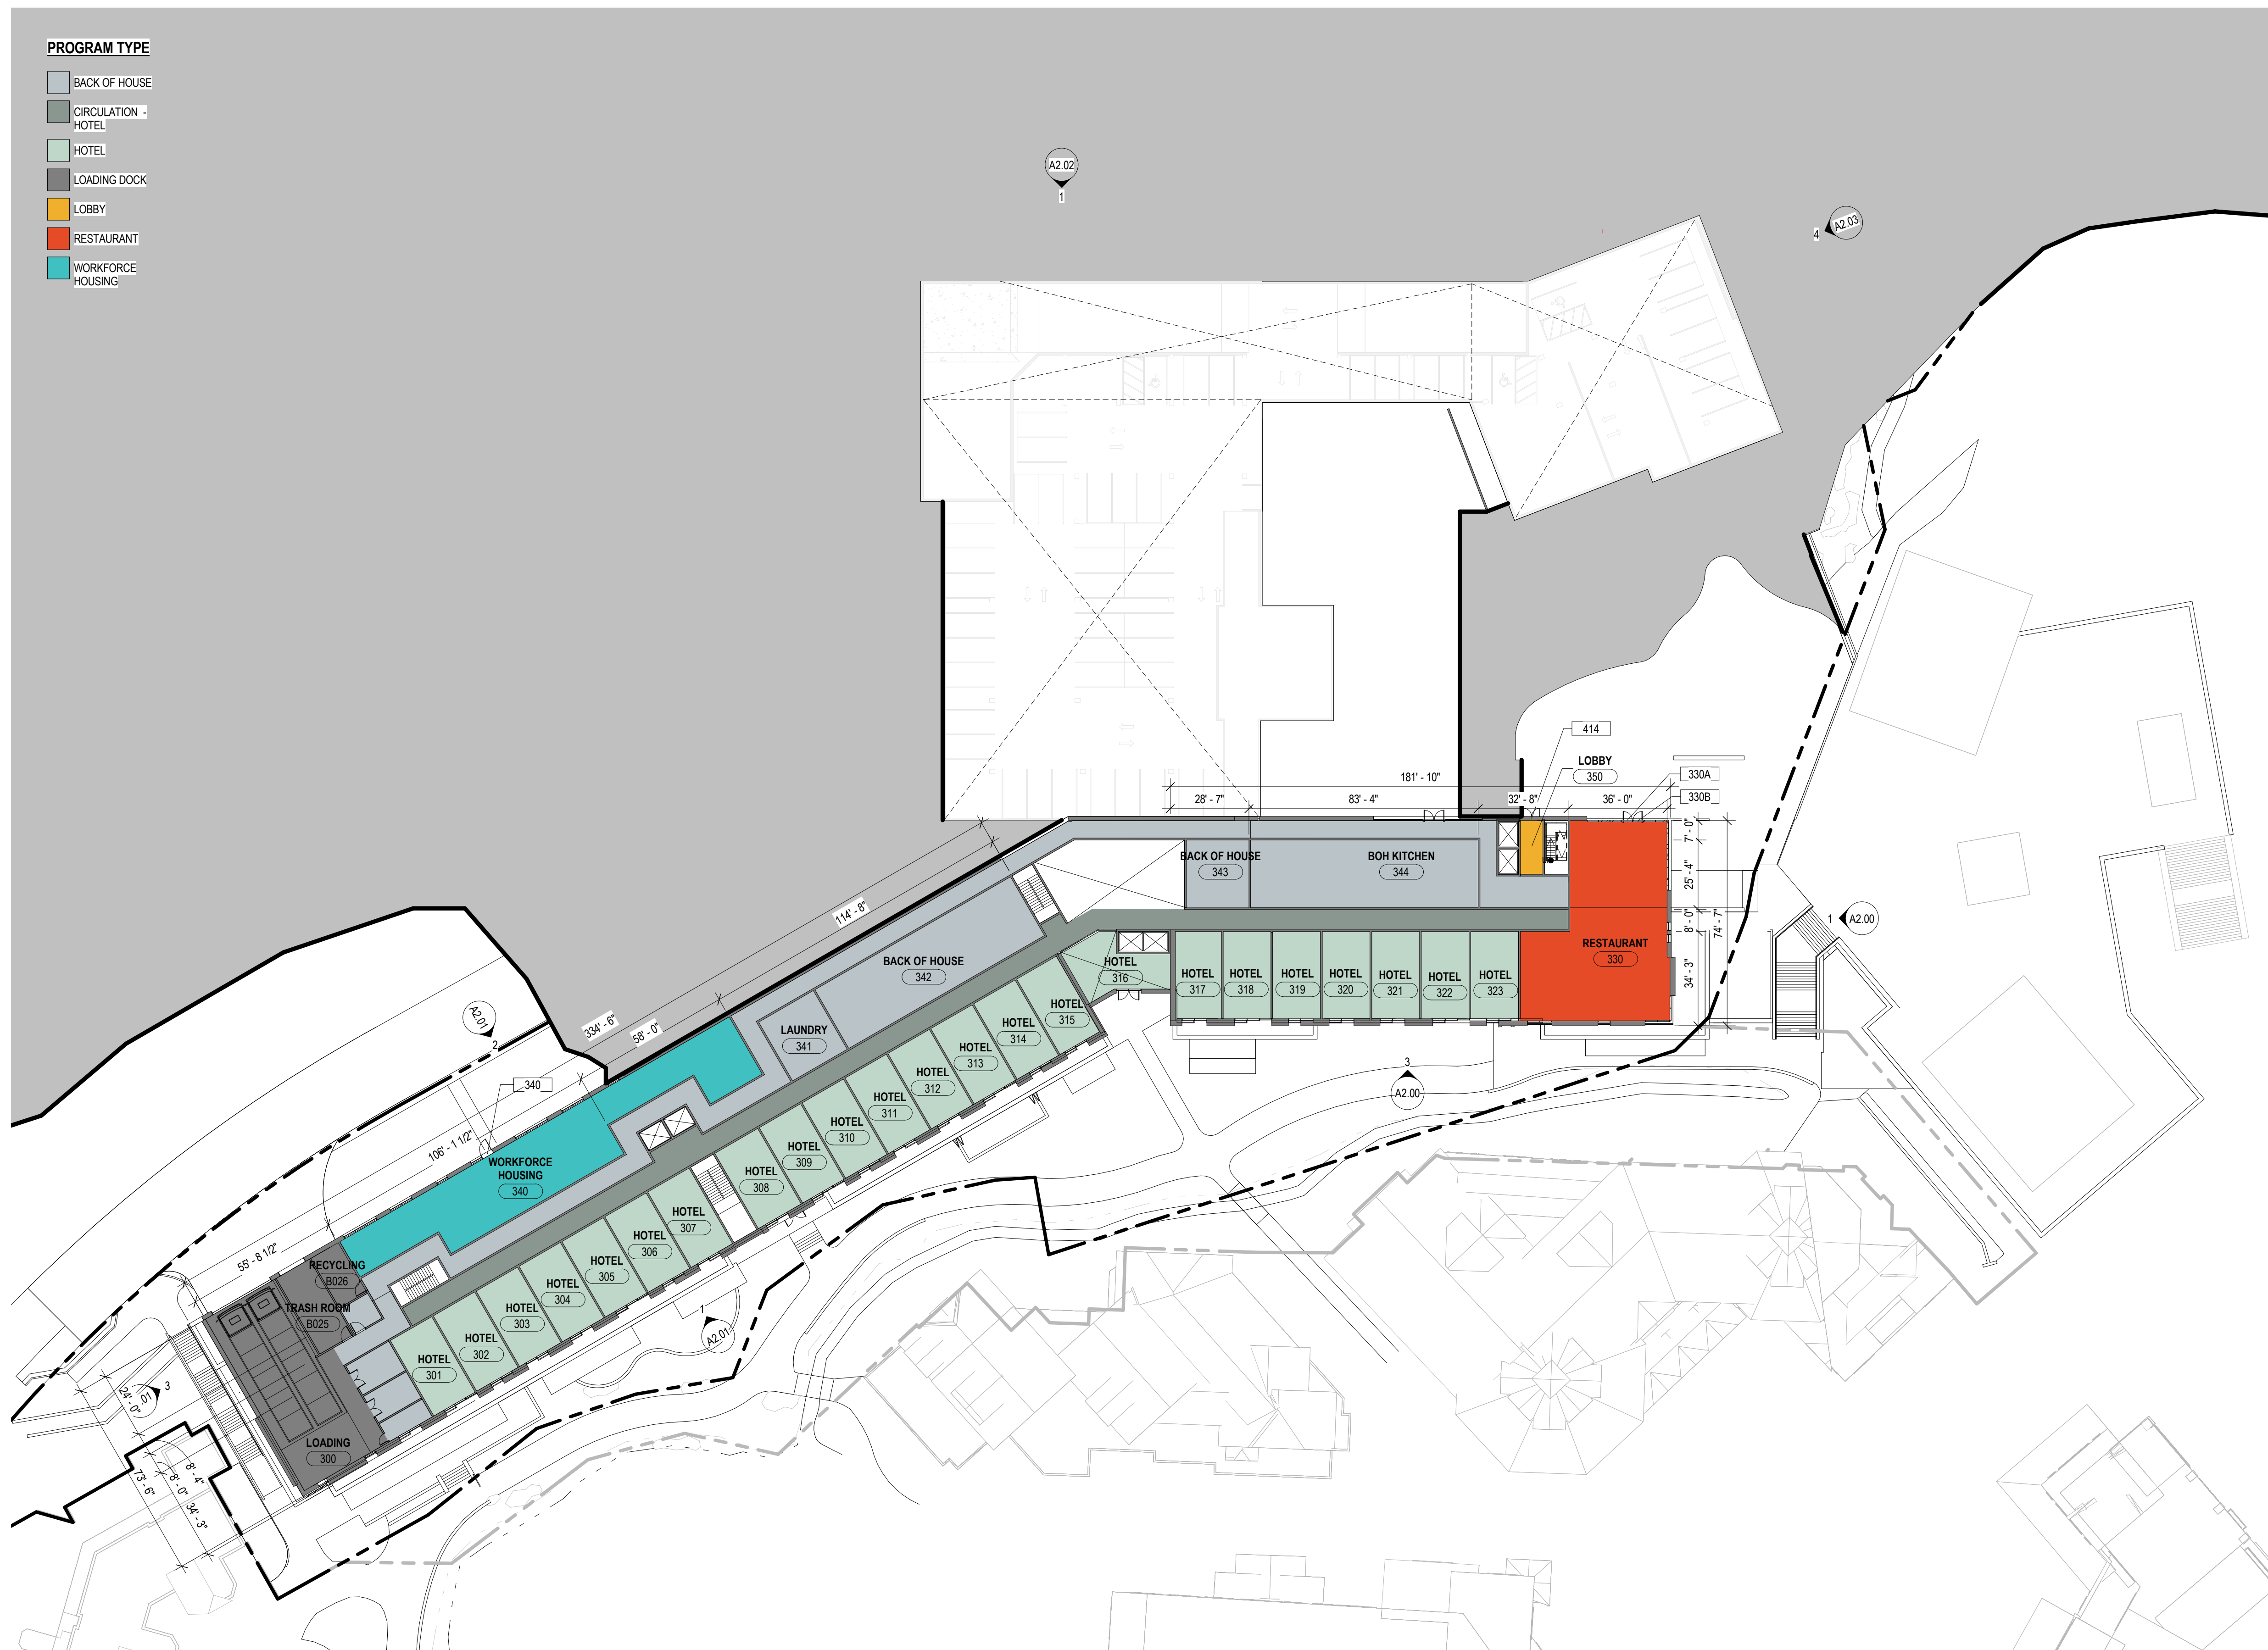 PROGRAM TYPE
BACK OF HOUSE
CIRCULATION -
HOTEL
HOTEL
LOADING DOCK
LOBBY
RESTAURANT
WORKFORCE
HOUSING
A2.02
1
4
A2.03
414
LOBBY
350
330A
330B
181' - 10"
28' - 7"
83' - 4"
32' - 8"
36' - 0"
7' - 0"
25' - 4"
8' - 0"
74' - 7"
34' - 3"
BACK OF HOUSE
343
BOH KITCHEN
344
1
A2.00
RESTAURANT
330
114' - 8"
BACK OF HOUSE
342
HOTEL
316
HOTEL
317
HOTEL
318
HOTEL
319
HOTEL
320
HOTEL
321
HOTEL
322
HOTEL
323
A2.01
2
334' - 6"
58' - 0"
LAUNDRY
341
HOTEL
315
HOTEL
314
HOTEL
313
HOTEL
312
HOTEL
311
HOTEL
310
HOTEL
309
HOTEL
308
3
A2.00
340
106' - 1 1/2"
WORKFORCE
HOUSING
340
HOTEL
307
HOTEL
306
HOTEL
305
HOTEL
304
HOTEL
303
HOTEL
302
HOTEL
301
55' - 8 1/2"
RECYCLING
B026
TRASH ROOM
B025
1
A2.01
24' - 0"
.01
3
LOADING
300
73' - 6"
8' - 0"
8' - 4"
34' - 3"